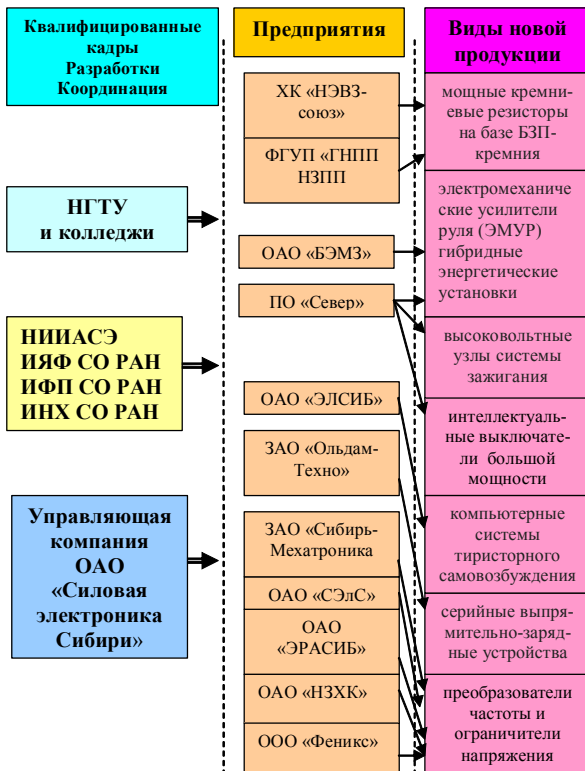 Квалифицированные
кадры
Разработки
Координация
НГТУ
и колледжи
НИИАСЭ
ИЯФ СО РАН
ИФП СО РАН
ИНХ СО РАН
Управляющая
компания
ОАО
«Силовая
электроника
Сибири»
Предприятия
ХК «НЭВЗ-
союз»
ФГУП «ГНПП
НЗПП
ОАО «БЭМЗ»
ПО «Север»
ОАО «ЭЛСИБ»
ЗАО «Ольдам-
Техно»
ЗАО «Сибирь-
Мехатроника
ОАО «СЭлС»
ОАО
«ЭРАСИБ»
ОАО «НЗХК»
ООО «Феникс»
Виды новой
продукции
мощные кремни-
евые резисторы
на базе БЗП-
кремния
электромеханиче
ские усилители
руля (ЭМУР)
гибридные
энергетические
установки
высоковольтные
узлы системы
зажигания
интеллектуаль-
ные выключате
ли большой
мощности
компьютерные
системы
тиристорного
самовозбуждения
серийные выпря-
мительно-заряд-
ные устройства
преобразователи
частоты и
ограничители
напряжения